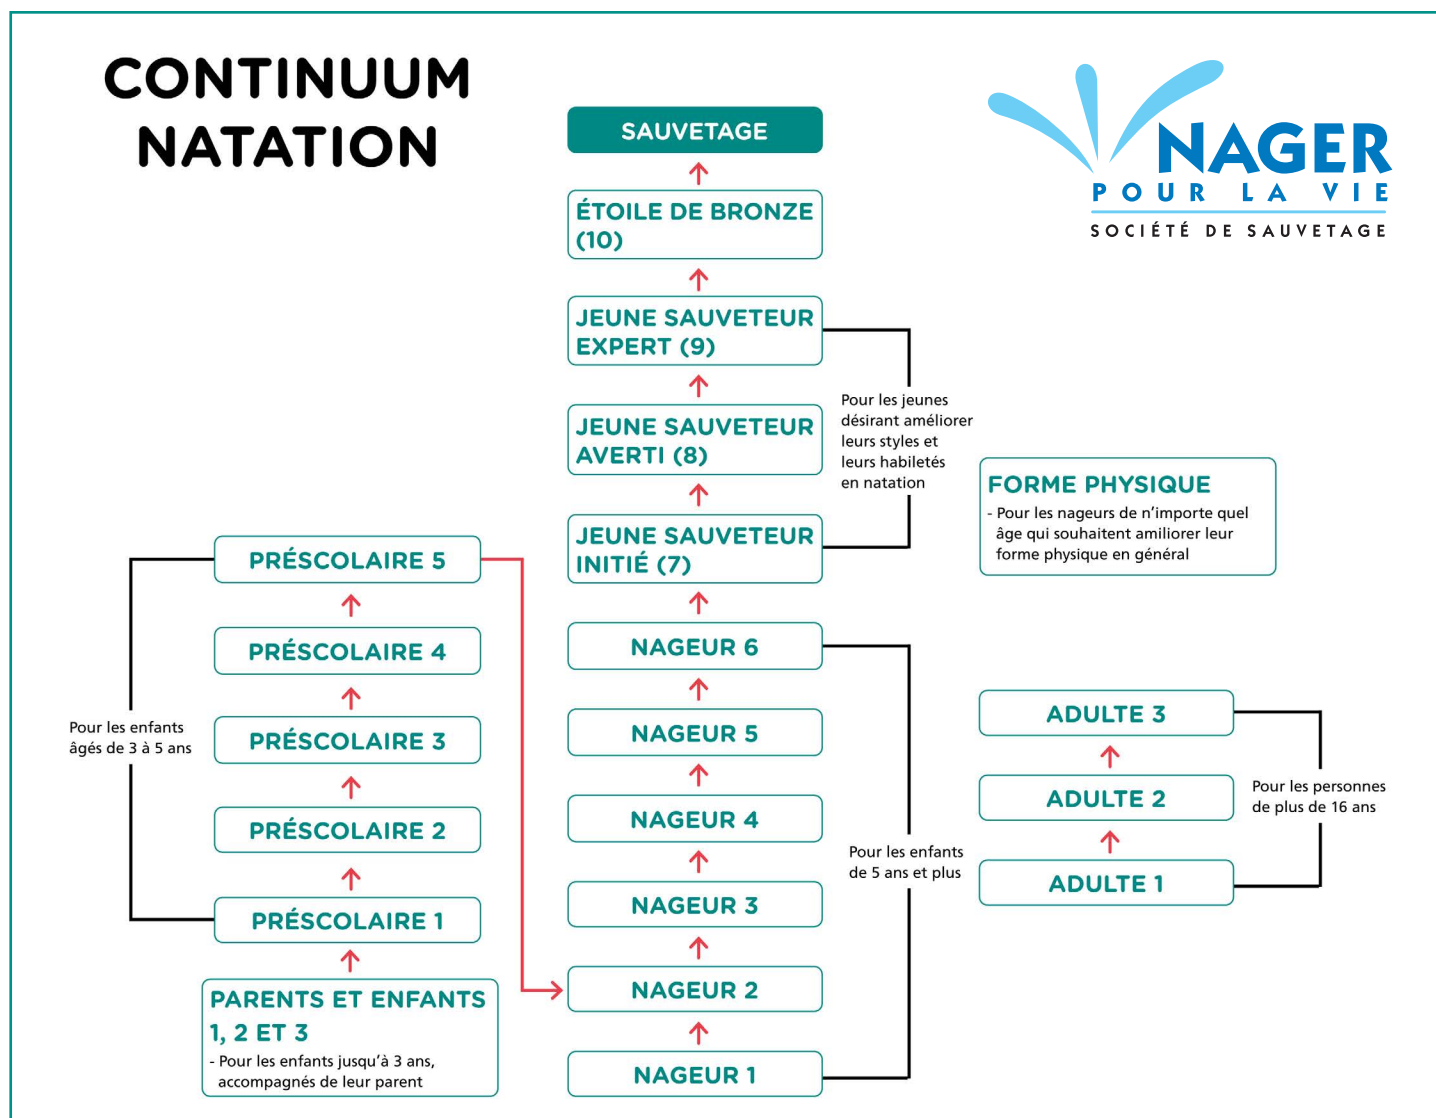 CONTINUUM
NATATION
NAGER
POUR LA VIE
SOCIÉTÉ DE SAUVETAGE
SAUVETAGE
ÉTOILE DE BRONZE
(10)
JEUNE SAUVETEUR
EXPERT (9)
JEUNE SAUVETEUR
AVERTI (8)
JEUNE SAUVETEUR
INITIÉ (7)
Pour les jeunes
désirant améliorer
leurs styles et
leurs habiletés
en natation
FORME PHYSIQUE
- Pour les nageurs de n'importe quel
âge qui souhaitent amiliorer leur
forme physique en général
PRÉSCOLAIRE 5
PRÉSCOLAIRE 4
PRÉSCOLAIRE 3
PRÉSCOLAIRE 2
PRÉSCOLAIRE 1
Pour les enfants
âgés de 3 à 5 ans
PARENTS ET ENFANTS
1, 2 ET 3
- Pour les enfants jusqu'à 3 ans,
accompagnés de leur parent
NAGEUR 6
NAGEUR 5
NAGEUR 4
NAGEUR 3
NAGEUR 2
NAGEUR 1
Pour les enfants
de 5 ans et plus
ADULTE 3
ADULTE 2
ADULTE 1
Pour les personnes
de plus de 16 ans